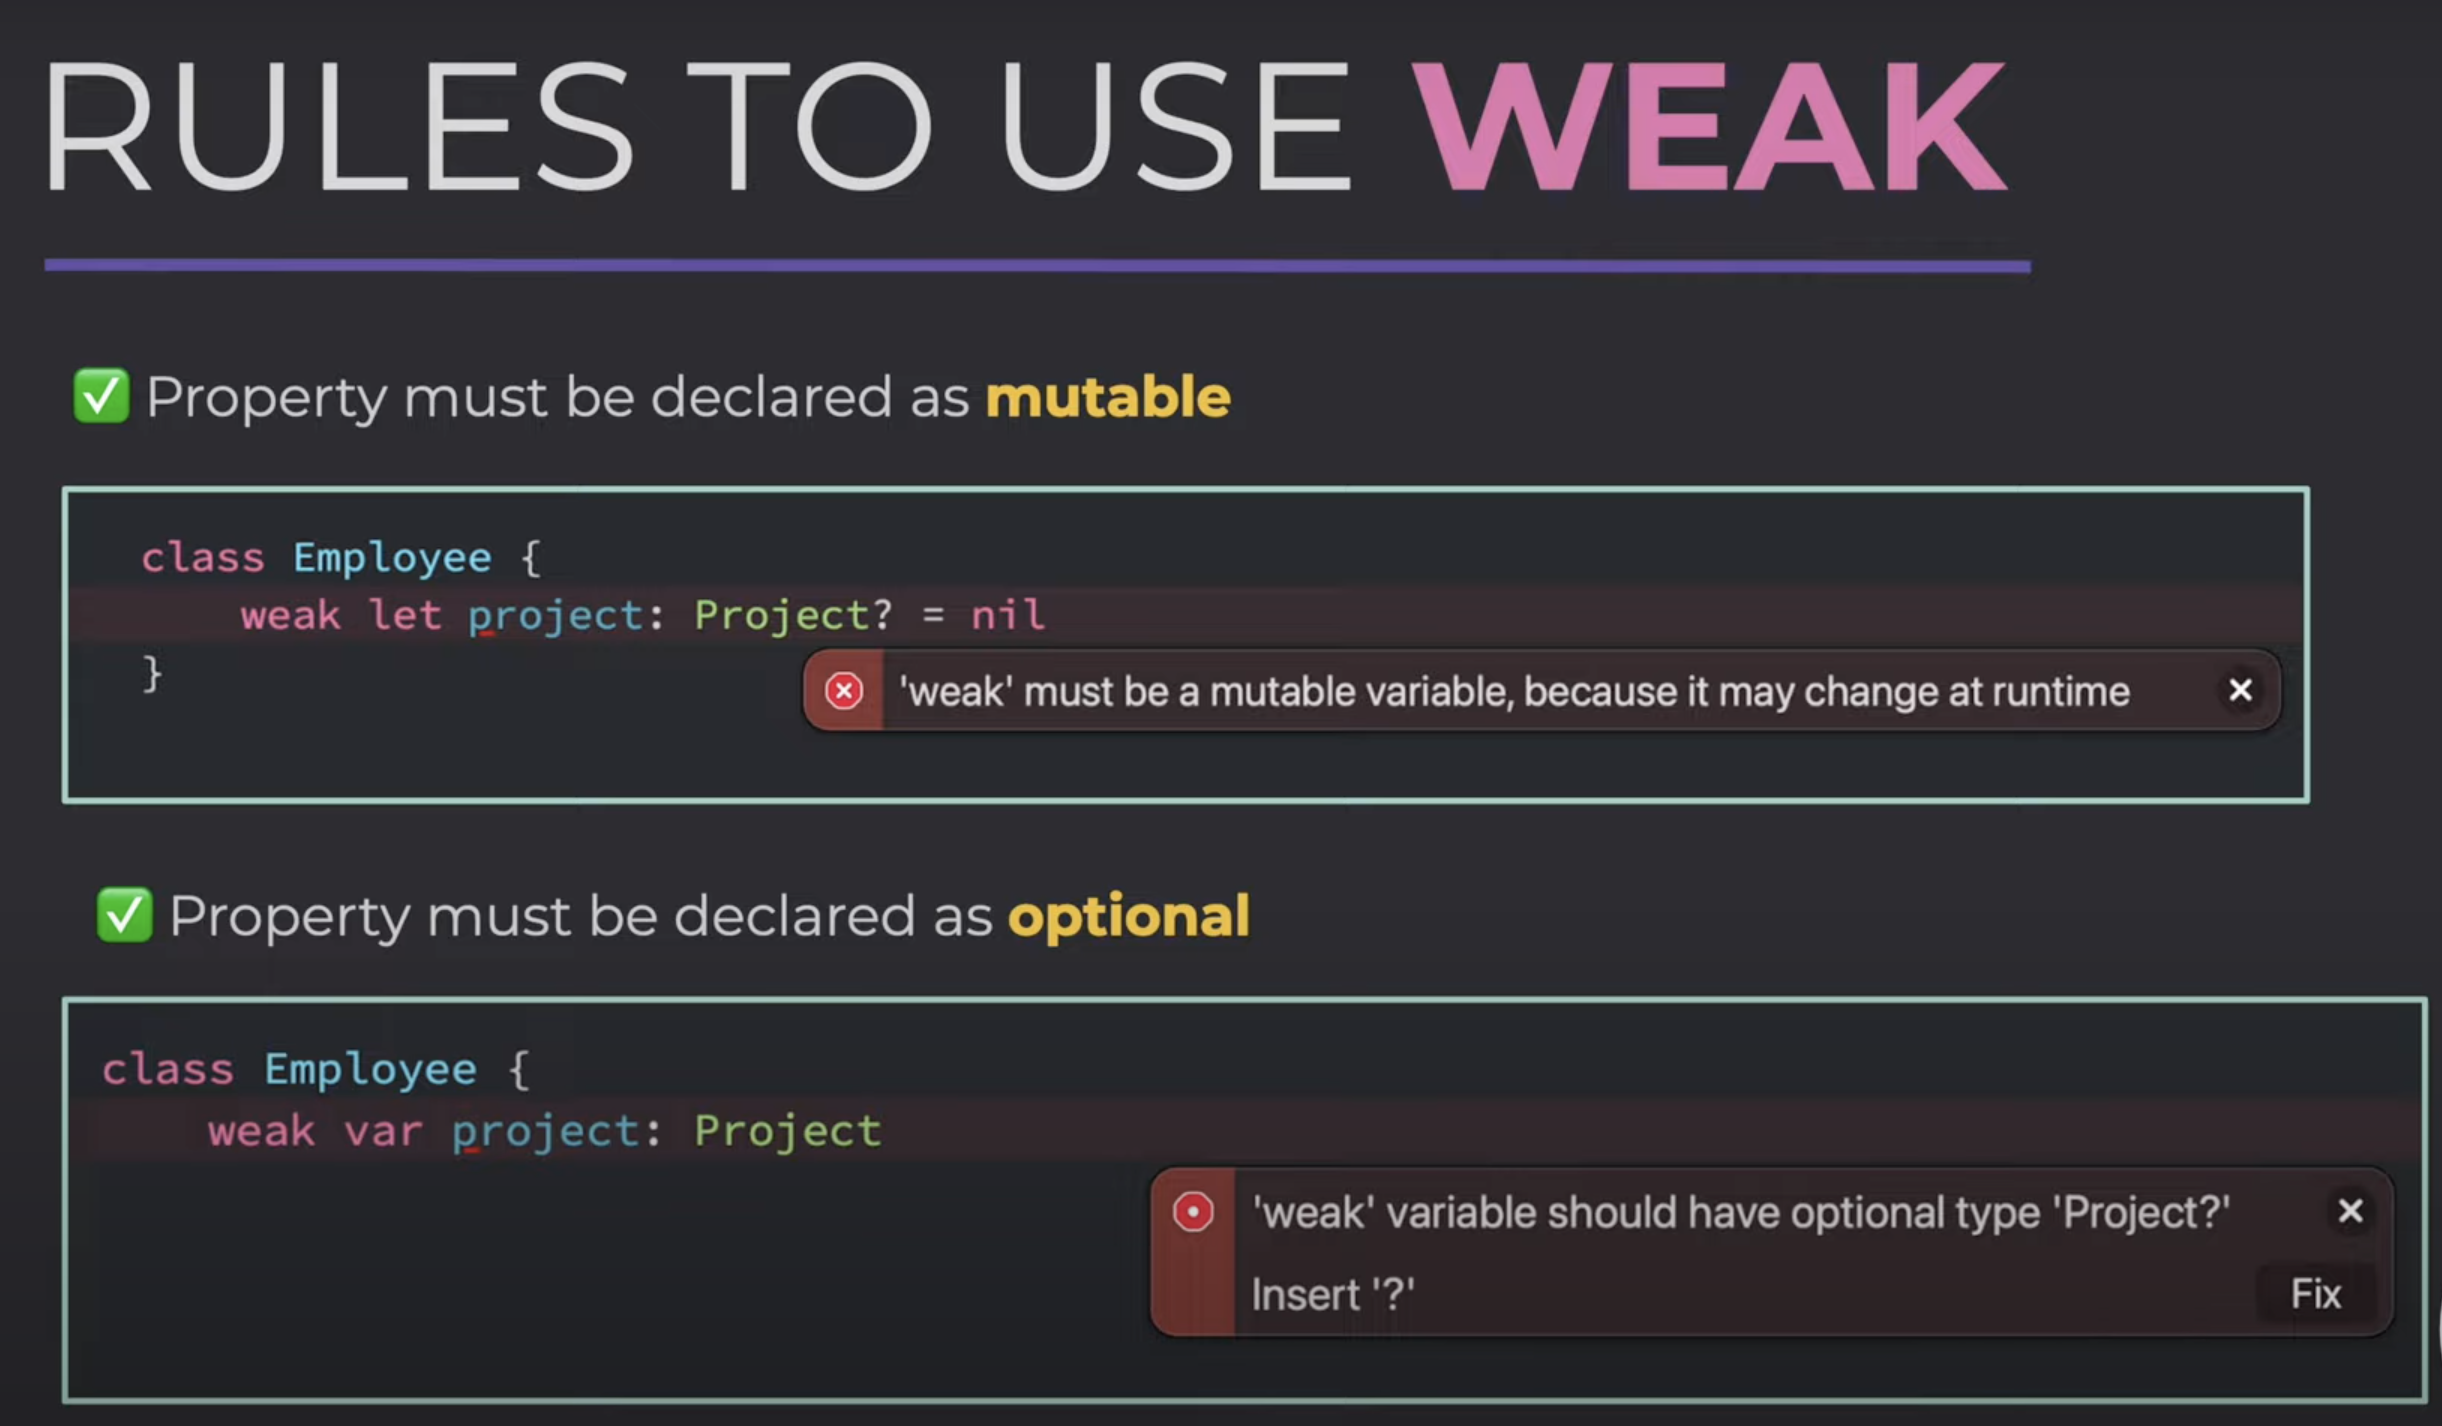 RULES TO USE WEAK
✅ Property must be declared as mutable
class Employee {
weak let project: Project? = nil
}
'weak' must be a mutable variable, because it may change at runtime
✅ Property must be declared as optional
class Employee {
weak var project: Project
'weak' variable should have optional type 'Project?'
Insert '?'
Fix